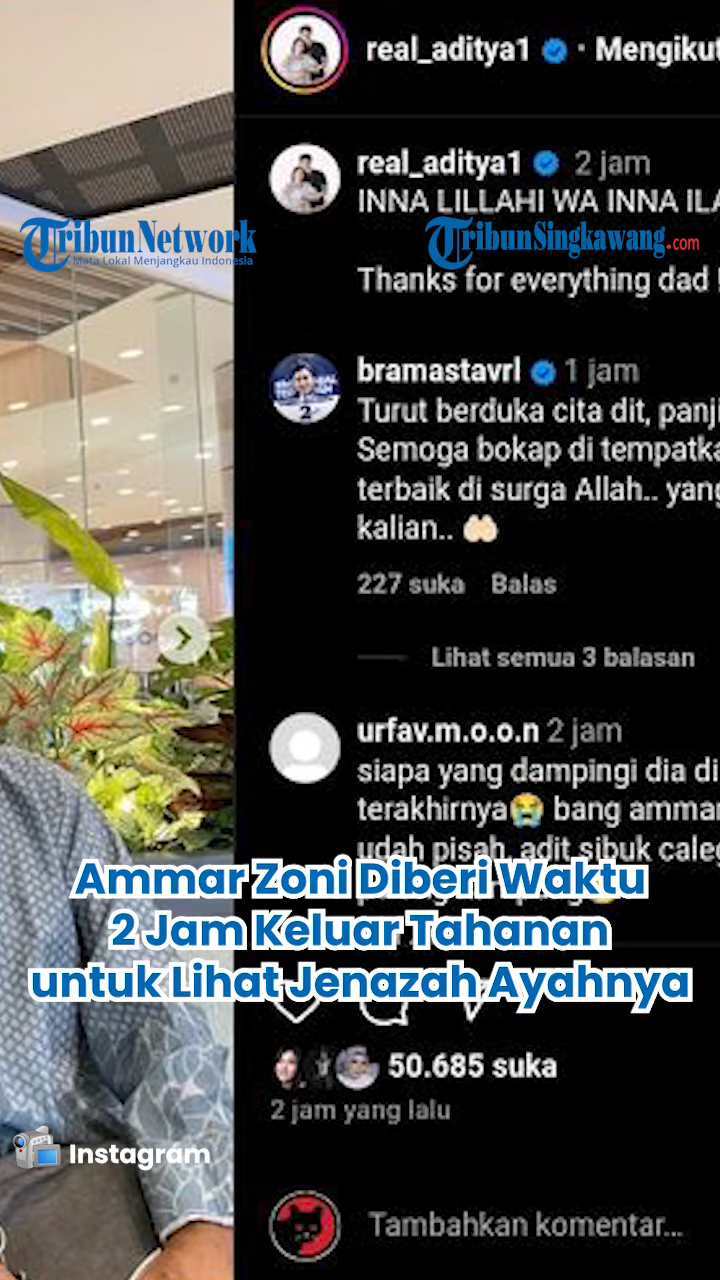 real_aditya1 · Mengikut
real_aditya1 2 jam
INNA LILLAHI WA INNA ILA
TribunNetwork
Mata Lokal Menjangkau Indonesia
TribunSingkawang.com
Thanks for everything dad !
bramastavrl 1 jam
Turut berduka cita dit, panji
Semoga bokap di tempatka
terbaik di surga Allah.. yang
kalian.. 🤲🏻
227 suka Balas
Lihat semua 3 balasan
urfav.m.o.o.n 2 jam
siapa yang dampingi dia di
terakhirnya😭 bang ammar
udah pisah, adit sibuk caleg
Ammar Zoni Diberi Waktu
2 Jam Keluar Tahanan
untuk Lihat Jenazah Ayahnya
50.685 suka
2 jam yang lalu
Instagram
Tambahkan komentar...